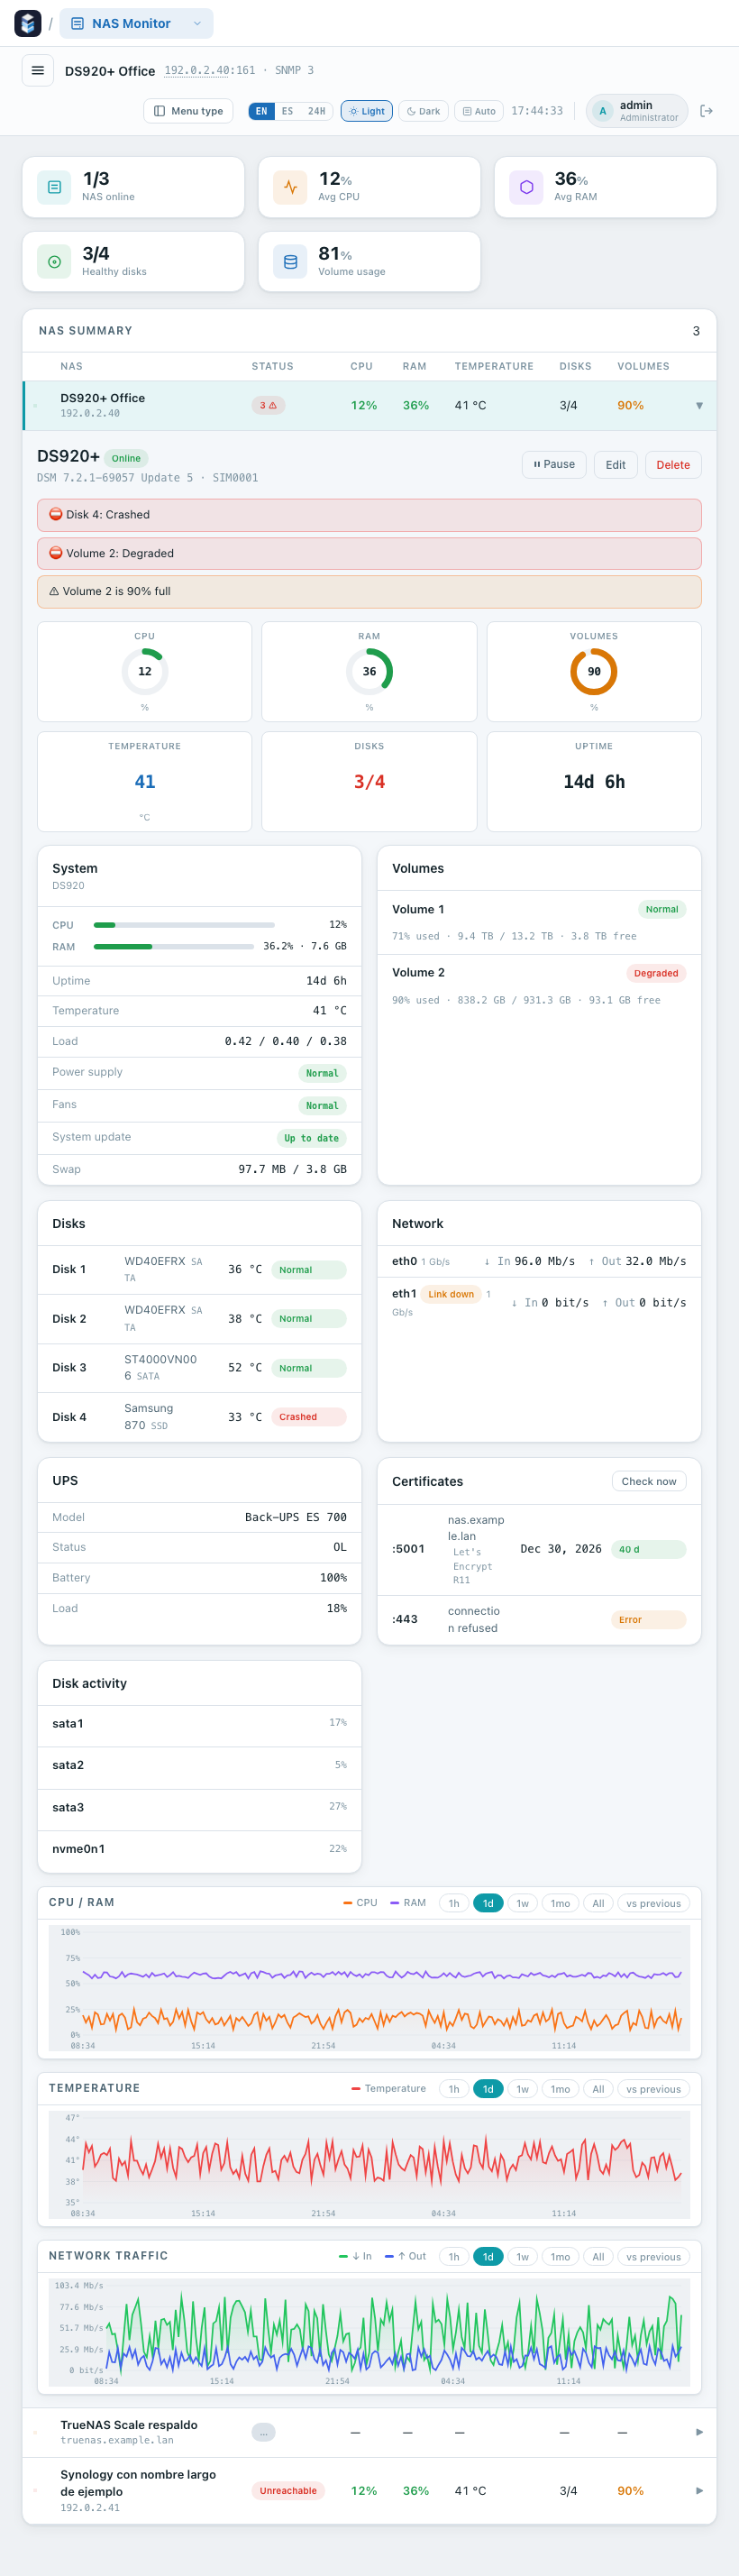 / NAS Monitor
DS920+ Office 192.0.2.40:161 · SNMP 3
Menu type EN ES 24H Light Dark Auto 17:44:33 A admin
Administrator
1/3
NAS online
12%
Avg CPU
36%
Avg RAM
3/4
Healthy disks
81%
Volume usage
NAS SUMMARY 3
NAS STATUS CPU RAM TEMPERATURE DISKS VOLUMES
DS920+ Office 3 ⚠ 12% 36% 41 °C 3/4 90% ▼
192.0.2.40
DS920+ Online
DSM 7.2.1-69057 Update 5 · SIM0001
Pause Edit Delete
Disk 4: Crashed
Volume 2: Degraded
⚠ Volume 2 is 90% full
CPU
12
%
RAM
36
%
VOLUMES
90
%
TEMPERATURE
41
°C
DISKS
3/4
UPTIME
14d 6h
System
DS920
CPU 12%
RAM 36.2% · 7.6 GB
Uptime 14d 6h
Temperature 41 °C
Load 0.42 / 0.40 / 0.38
Power supply Normal
Fans Normal
System update Up to date
Swap 97.7 MB / 3.8 GB
Volumes
Volume 1 Normal
71% used · 9.4 TB / 13.2 TB · 3.8 TB free
Volume 2 Degraded
90% used · 838.2 GB / 931.3 GB · 93.1 GB free
Disks
Disk 1 WD40EFRX SA
TA 36 °C Normal
Disk 2 WD40EFRX SA
TA 38 °C Normal
Disk 3 ST4000VN00
6 SATA 52 °C Normal
Disk 4 Samsung
870 SSD 33 °C Crashed
Network
eth0 1 Gb/s ↓ In 96.0 Mb/s ↑ Out 32.0 Mb/s
eth1 Link down 1
Gb/s ↓ In 0 bit/s ↑ Out 0 bit/s
UPS
Model Back-UPS ES 700
Status OL
Battery 100%
Load 18%
Certificates Check now
:5001 nas.examp
le.lan
Let's
Encrypt
R11
Dec 30, 2026 40 d
:443 connectio
n refused Error
Disk activity
sata1 17%
sata2 5%
sata3 27%
nvme0n1 22%
CPU / RAM CPU RAM 1h 1d 1w 1mo All vs previous
100%
75%
50%
25%
0%
08:34 15:14 21:54 04:34 11:14
TEMPERATURE Temperature 1h 1d 1w 1mo All vs previous
47°
44°
41°
38°
35°
08:34 15:14 21:54 04:34 11:14
NETWORK TRAFFIC ↓ In ↑ Out 1h 1d 1w 1mo All vs previous
103.4 Mb/s
77.6 Mb/s
51.7 Mb/s
25.9 Mb/s
0 bit/s
08:34 15:14 21:54 04:34 11:14
TrueNAS Scale respaldo ... — — — — — ▶
truenas.example.lan
Synology con nombre largo
de ejemplo Unreachable 12% 36% 41 °C 3/4 90% ▶
192.0.2.41